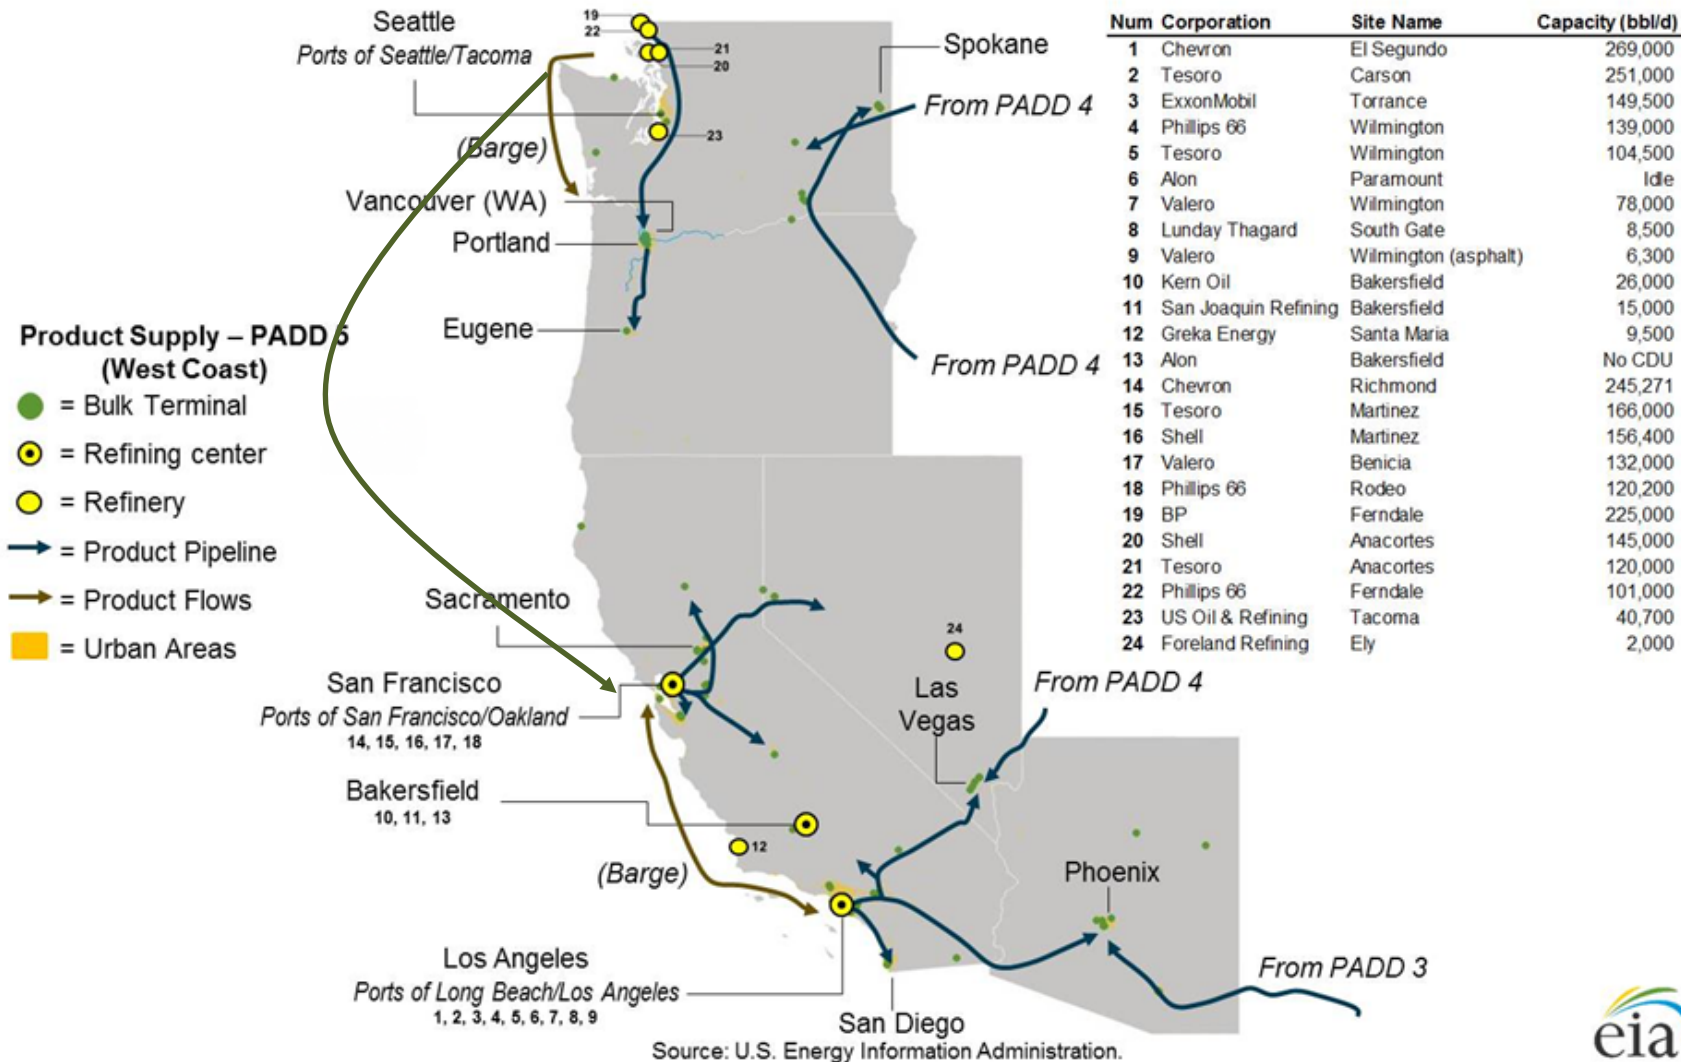 Seattle
Ports of Seattle/Tacoma
19
22
21
20
23
Spokane
From PADD 4
(Barge)
Vancouver (WA)
Portland
Eugene
From PADD 4
Product Supply – PADD 5
(West Coast)
= Bulk Terminal
= Refining center
= Refinery
= Product Pipeline
= Product Flows
= Urban Areas
Sacramento
San Francisco
Ports of San Francisco/Oakland
14, 15, 16, 17, 18
24
Las
Vegas
From PADD 4
Bakersfield
10, 11, 13
12
(Barge)
Phoenix
Los Angeles
Ports of Long Beach/Los Angeles
1, 2, 3, 4, 5, 6, 7, 8, 9
San Diego
From PADD 3
Num Corporation Site Name Capacity (bbl/d)
1 Chevron El Segundo 269,000
2 Tesoro Carson 251,000
3 ExxonMobil Torrance 149,500
4 Phillips 66 Wilmington 139,000
5 Tesoro Wilmington 104,500
6 Alon Paramount Idle
7 Valero Wilmington 78,000
8 Lunday Thagard South Gate 8,500
9 Valero Wilmington (asphalt) 6,300
10 Kern Oil Bakersfield 26,000
11 San Joaquin Refining Bakersfield 15,000
12 Greka Energy Santa Maria 9,500
13 Alon Bakersfield No CDU
14 Chevron Richmond 245,271
15 Tesoro Martinez 166,000
16 Shell Martinez 156,400
17 Valero Benicia 132,000
18 Phillips 66 Rodeo 120,200
19 BP Ferndale 225,000
20 Shell Anacortes 145,000
21 Tesoro Anacortes 120,000
22 Phillips 66 Ferndale 101,000
23 US Oil & Refining Tacoma 40,700
24 Foreland Refining Ely 2,000
Source: U.S. Energy Information Administration.
eia